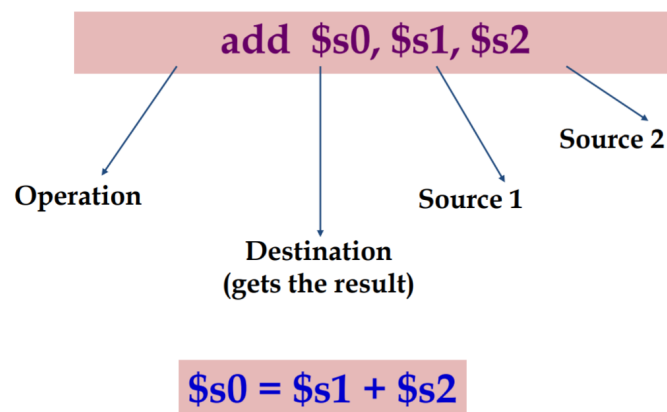 add $s0, $s1, $s2
Source 2
Operation
Source 1
Destination
(gets the result)
$s0 = $s1 + $s2